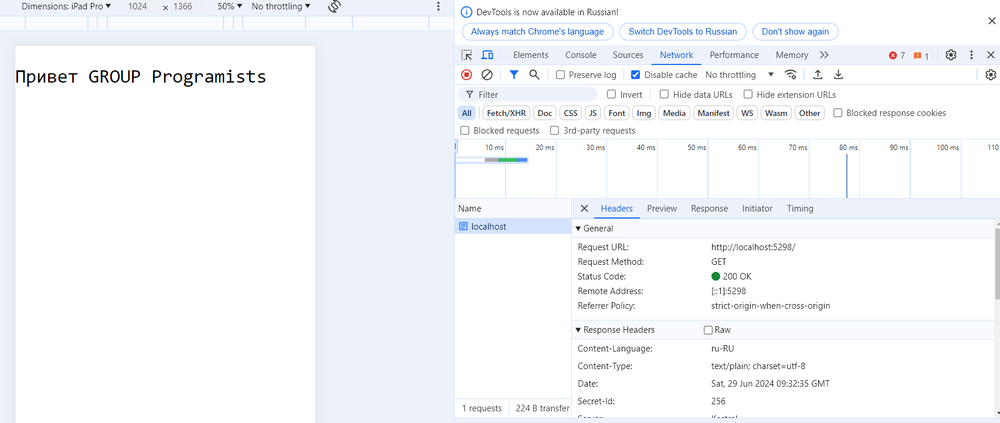 Dimensions: iPad Pro ▼ 1024 × 1366 50% ▼ No throttling ▼
Привет GROUP Programists
DevTools is now available in Russian!
Always match Chrome's language Switch DevTools to Russian Don't show again
Elements Console Sources Network Performance Memory 7 1
Preserve log Disable cache No throttling ▼
Filter Invert Hide data URLs Hide extension URLs
All Fetch/XHR Doc CSS JS Font Img Media Manifest WS Wasm Other Blocked response cookies
Blocked requests 3rd-party requests
10 ms 20 ms 30 ms 40 ms 50 ms 60 ms 70 ms 80 ms 90 ms 100 ms 110
Name Headers Preview Response Initiator Timing
localhost
▼ General
Request URL: http://localhost:5298/
Request Method: GET
Status Code: 200 OK
Remote Address: [::1]:5298
Referrer Policy: strict-origin-when-cross-origin
▼ Response Headers Raw
Content-Language: ru-RU
Content-Type: text/plain; charset=utf-8
Date: Sat, 29 Jun 2024 09:32:35 GMT
Secret-Id: 256
Server: Kestrel
1 requests 224 B transfer